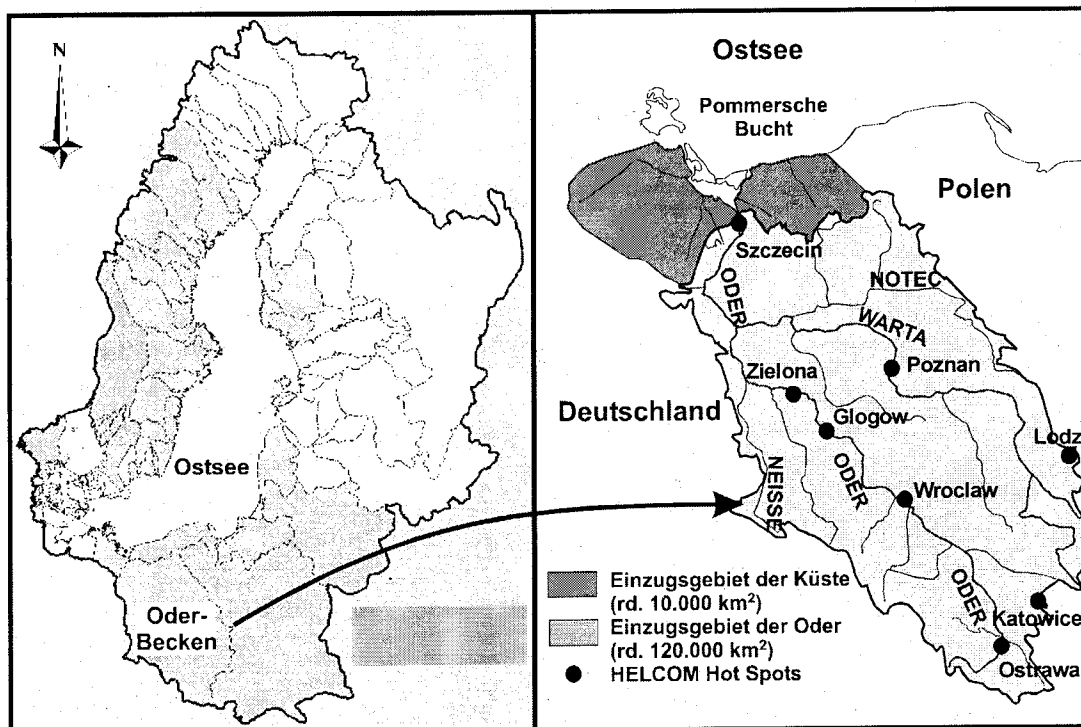 N
Ostsee
Oder-
Becken
Ostsee
Pommersche
Bucht
Polen
Szczecin
ODER
NOTEC
WARTA
Poznan
Zielona
Deutschland
Glogow
Lodz
NEISSE
ODER
Wroclaw
ODER
Katowice
Ostrawa
Einzugsgebiet der Küste
(rd. 10.000 km²)
Einzugsgebiet der Oder
(rd. 120.000 km²)
HELCOM Hot Spots